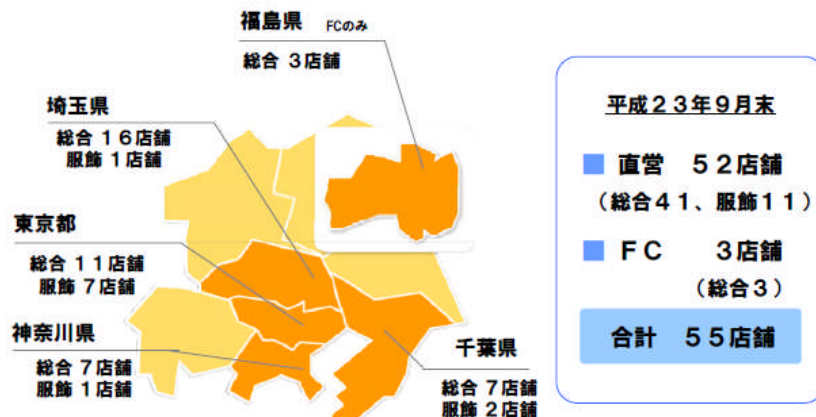 福島県 FCのみ
総合 3店舗
埼玉県
総合 16店舗
服飾 1店舗
東京都
総合 11店舗
服飾 7店舗
神奈川県
総合 7店舗
服飾 1店舗
千葉県
総合 7店舗
服飾 2店舗
平成23年9月末
■ 直営 52店舗
(総合41、服飾11)
■ FC 3店舗
(総合3)
合計 55店舗